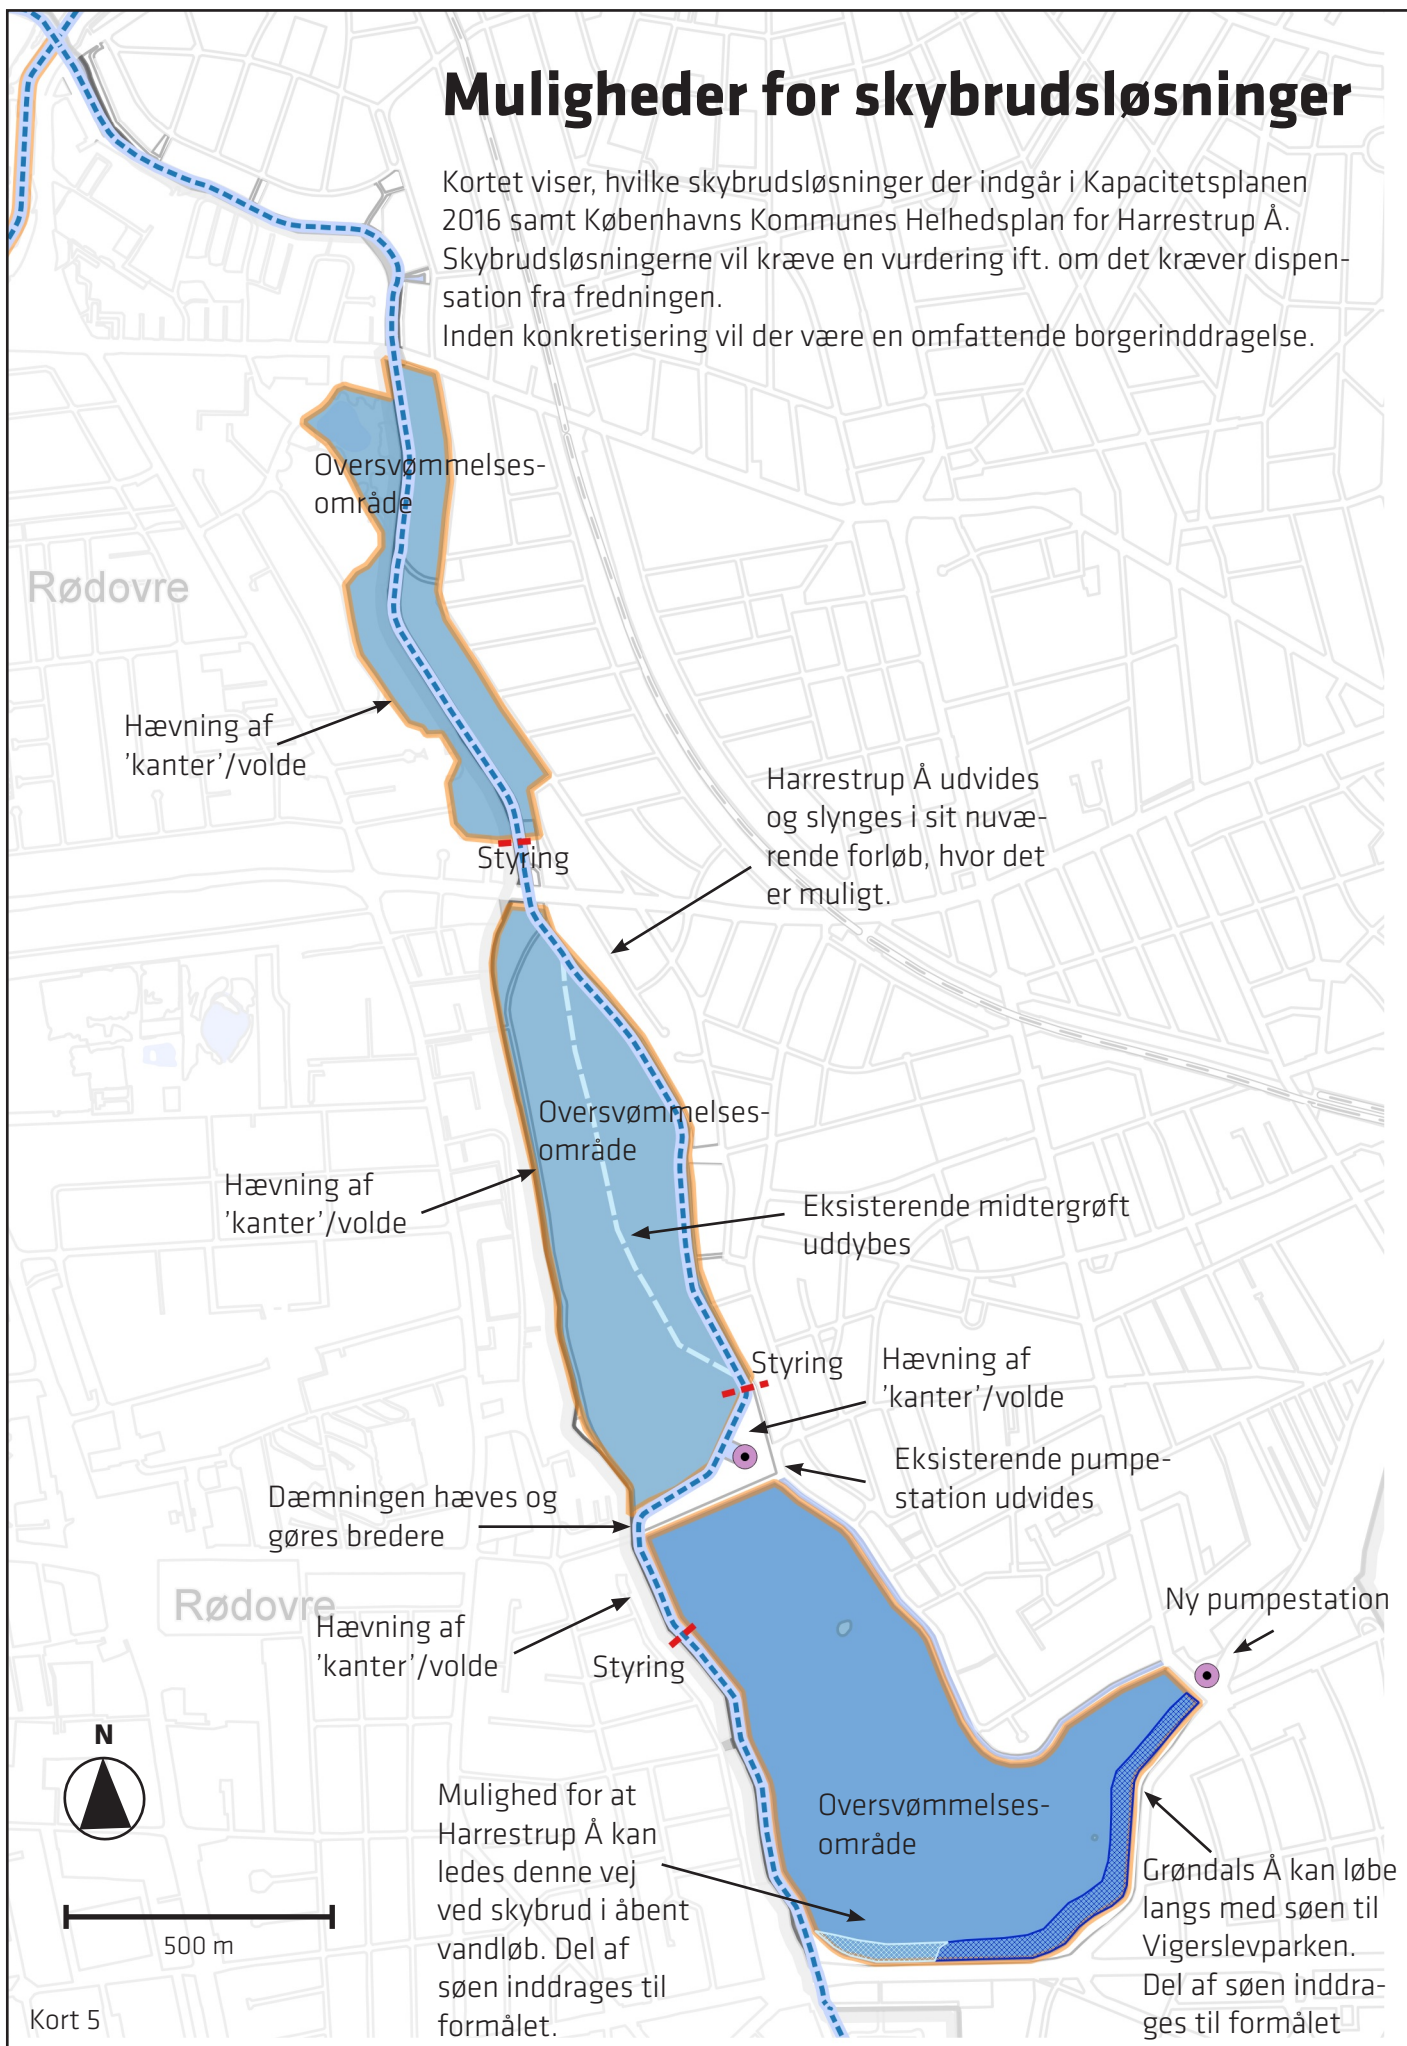 Muligheder for skybrudsløsninger
Kortet viser, hvilke skybrudsløsninger der indgår i Kapacitetsplanen
2016 samt Københavns Kommunes Helhedsplan for Harrestrup Å.
Skybrudsløsningerne vil kræve en vurdering ift. om det kræver dispen-
sation fra fredningen.
Inden konkretisering vil der være en omfattende borgerinddragelse.
Oversvømmelses-
område
Rødovre
Hævning af
'kanter'/volde
Harrestrup Å udvides
og slynges i sit nuvæ-
rende forløb, hvor det
er muligt.
Styring
Oversvømmelses-
område
Hævning af
'kanter'/volde
Eksisterende midtergrøft
uddybes
Styring
Hævning af
'kanter'/volde
Eksisterende pumpe-
station udvides
Dæmningen hæves og
gøres bredere
Rødovre
Hævning af
'kanter'/volde
Styring
Ny pumpestation
N
500 m
Mulighed for at
Harrestrup Å kan
ledes denne vej
ved skybrud i åbent
vandløb. Del af
søen inddrages til
formålet.
Oversvømmelses-
område
Grøndals Å kan løbe
langs med søen til
Vigerslevparken.
Del af søen inddra-
ges til formålet
Kort 5